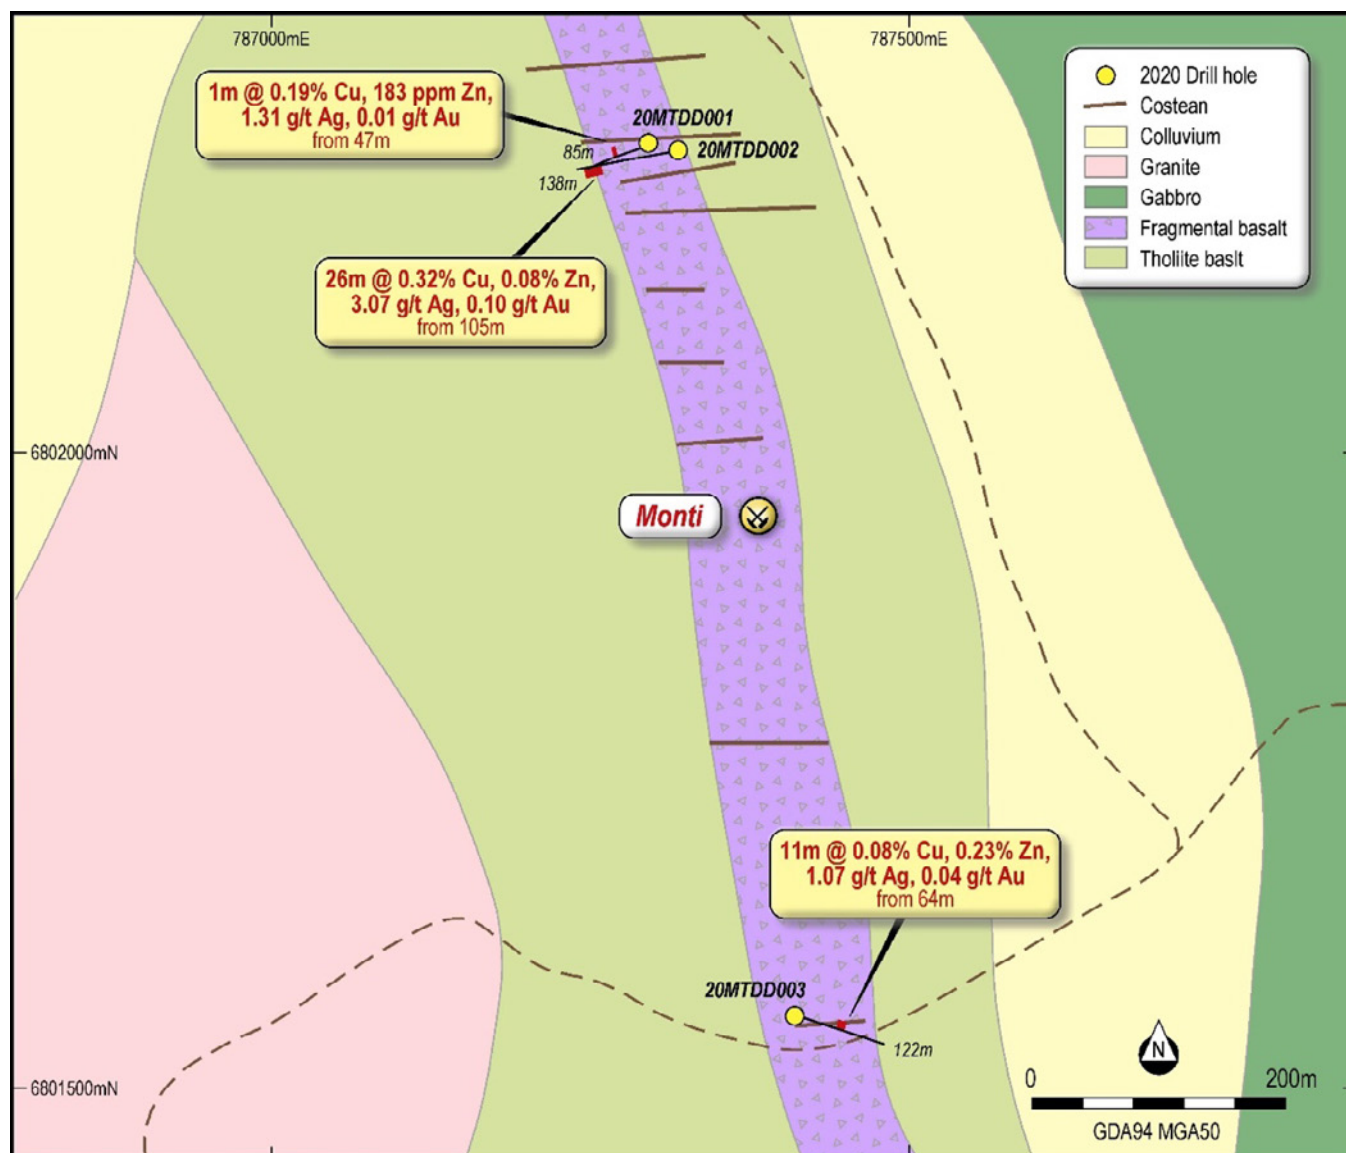 787000mE
787500mE
1m @ 0.19% Cu, 183 ppm Zn,
1.31 g/t Ag, 0.01 g/t Au
from 47m
20MTDD001
85m
20MTDD002
138m
26m @ 0.32% Cu, 0.08% Zn,
3.07 g/t Ag, 0.10 g/t Au
from 105m
2020 Drill hole
Costean
Colluvium
Granite
Gabbro
Fragmental basalt
Tholiite baslt
6802000mN
Monti
11m @ 0.08% Cu, 0.23% Zn,
1.07 g/t Ag, 0.04 g/t Au
from 64m
20MTDD003
122m
6801500mN
N
0 200m
GDA94 MGA50